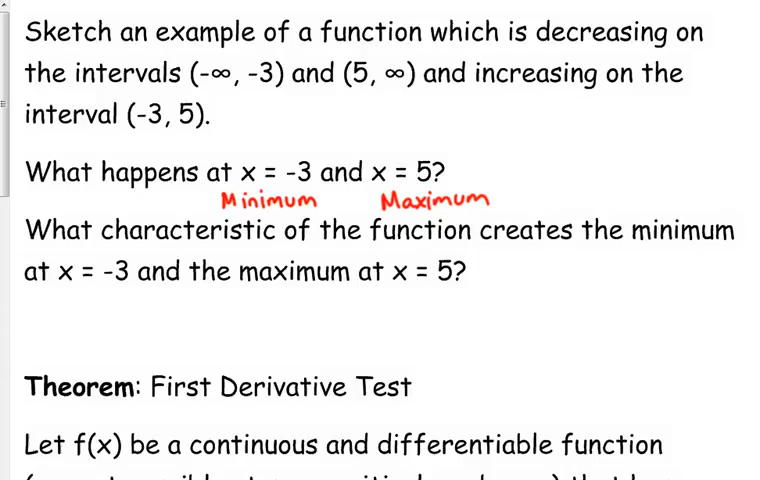 Sketch an example of a function which is decreasing on
the intervals (-∞, -3) and (5, ∞) and increasing on the
interval (-3, 5).
What happens at x = -3 and x = 5?
Minimum Maximum
What characteristic of the function creates the minimum
at x = -3 and the maximum at x = 5?
Theorem: First Derivative Test
Let f(x) be a continuous and differentiable function